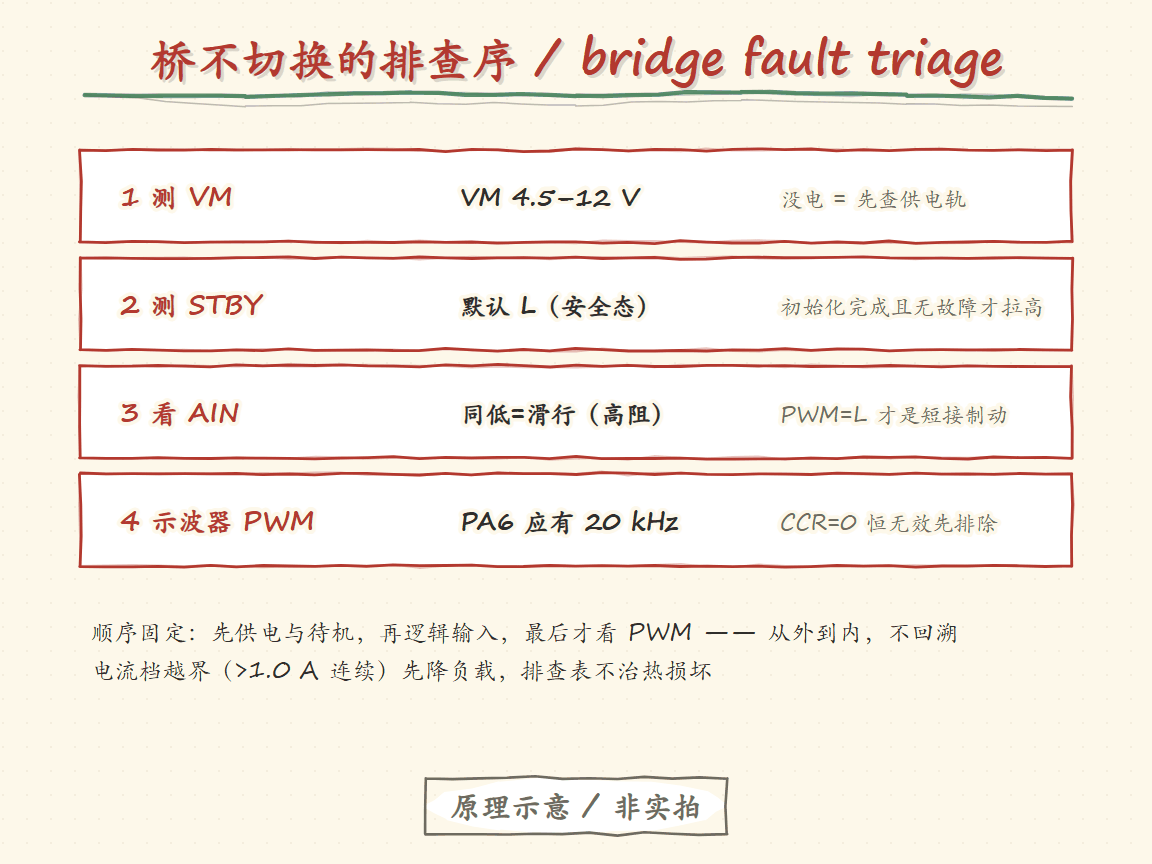 桥不切换的排查序 / bridge fault triage
1 测 VM VM 4.5–12 V 没电 = 先查供电轨
2 测 STBY 默认 L（安全态） 初始化完成且无故障才拉高
3 看 AIN 同低=滑行（高阻） PWM=L 才是短接制动
4 示波器 PWM PA6 应有 20 kHz CCR=0 恒无效先排除
顺序固定：先供电与待机，再逻辑输入，最后才看 PWM —— 从外到内，不回溯
电流档越界（>1.0 A 连续）先降负载，排查表不治热损坏
原理示意 / 非实拍